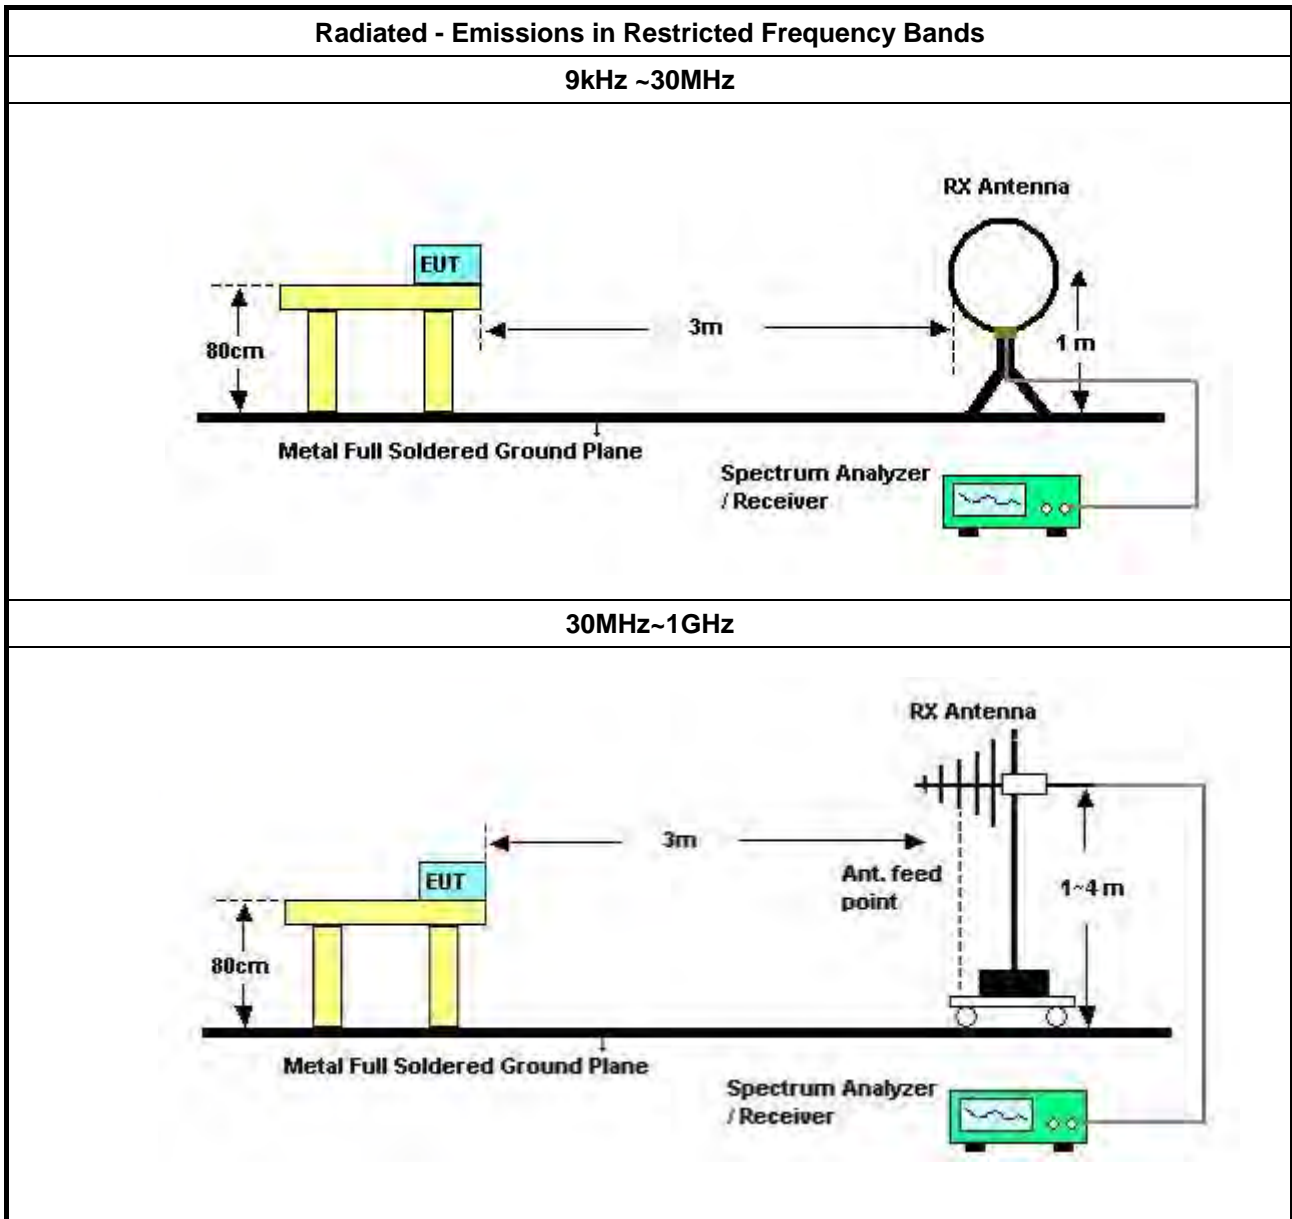 Radiated - Emissions in Restricted Frequency Bands
9kHz ~30MHz
RX Antenna
EUT
3m
80cm
1 m
Metal Full Soldered Ground Plane
Spectrum Analyzer
/ Receiver
30MHz~1GHz
RX Antenna
3m
EUT
Ant. feed
point
1~4 m
80cm
Metal Full Soldered Ground Plane
Spectrum Analyzer
/ Receiver